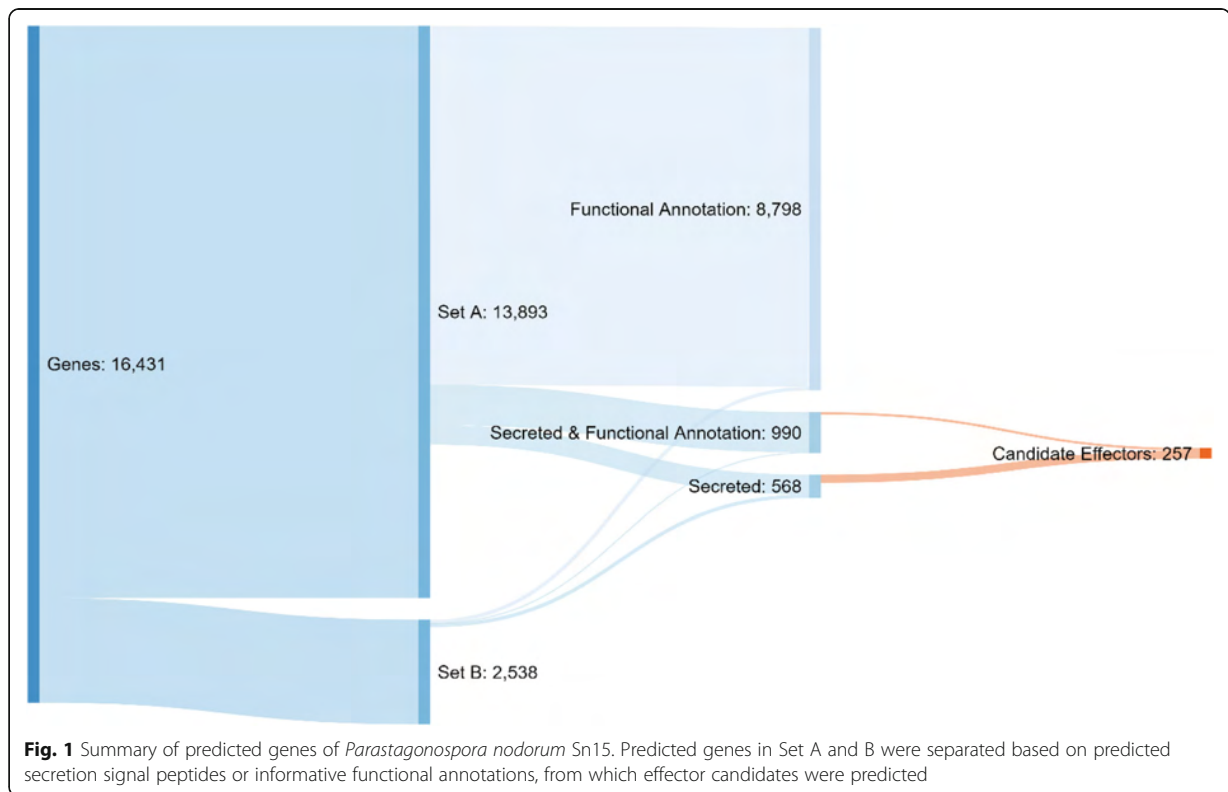 Functional Annotation: 8,798
Set A: 13,893
Genes: 16,431
Secreted & Functional Annotation: 990
Candidate Effectors: 257
Secreted: 568
Set B: 2,538
Fig. 1 Summary of predicted genes of Parastagonospora nodorum Sn15. Predicted genes in Set A and B were separated based on predicted
secretion signal peptides or informative functional annotations, from which effector candidates were predicted